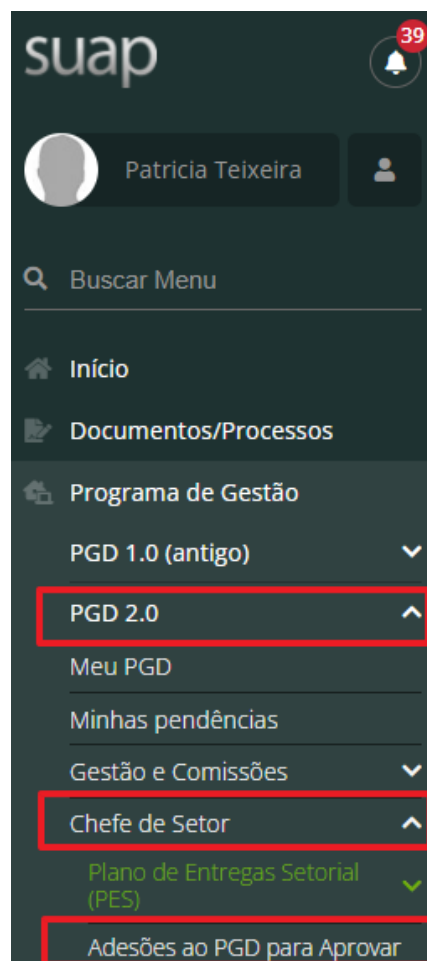 suap
39
Patricia Teixeira
Buscar Menu
Início
Documentos/Processos
Programa de Gestão
PGD 1.0 (antigo)
PGD 2.0
Meu PGD
Minhas pendências
Gestão e Comissões
Chefe de Setor
Plano de Entregas Setorial
(PES)
Adesões ao PGD para Aprovar